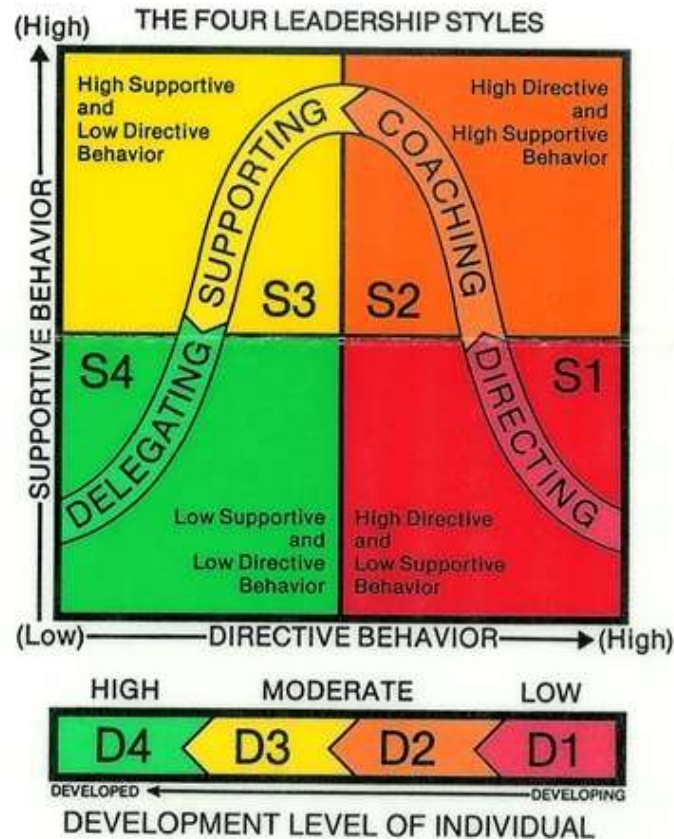 THE FOUR LEADERSHIP STYLES
(High)
SUPPORTIVE BEHAVIOR
High Supportive
and
Low Directive
Behavior
High Directive
and
High Supportive
Behavior
SUPPORTING
COACHING
S3
S2
S4
S1
DELEGATING
DIRECTING
Low Supportive
and
Low Directive
Behavior
High Directive
and
Low Supportive
Behavior
(Low)
DIRECTIVE BEHAVIOR
(High)
HIGH
MODERATE
LOW
D4
D3
D2
D1
DEVELOPED
DEVELOPING
DEVELOPMENT LEVEL OF INDIVIDUAL